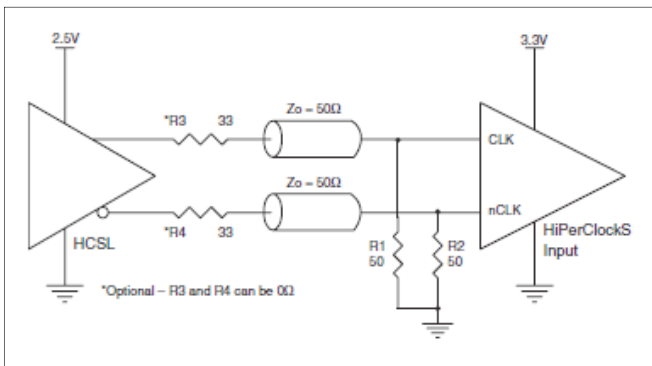 2.5V
3.3V
*R3 33
Zo – 50Ω
CLK
Zo – 50Ω
nCLK
*R4 33
HCSL
R1
50
R2
50
HiPerClockS
Input
*Optional – R3 and R4 can be 0Ω